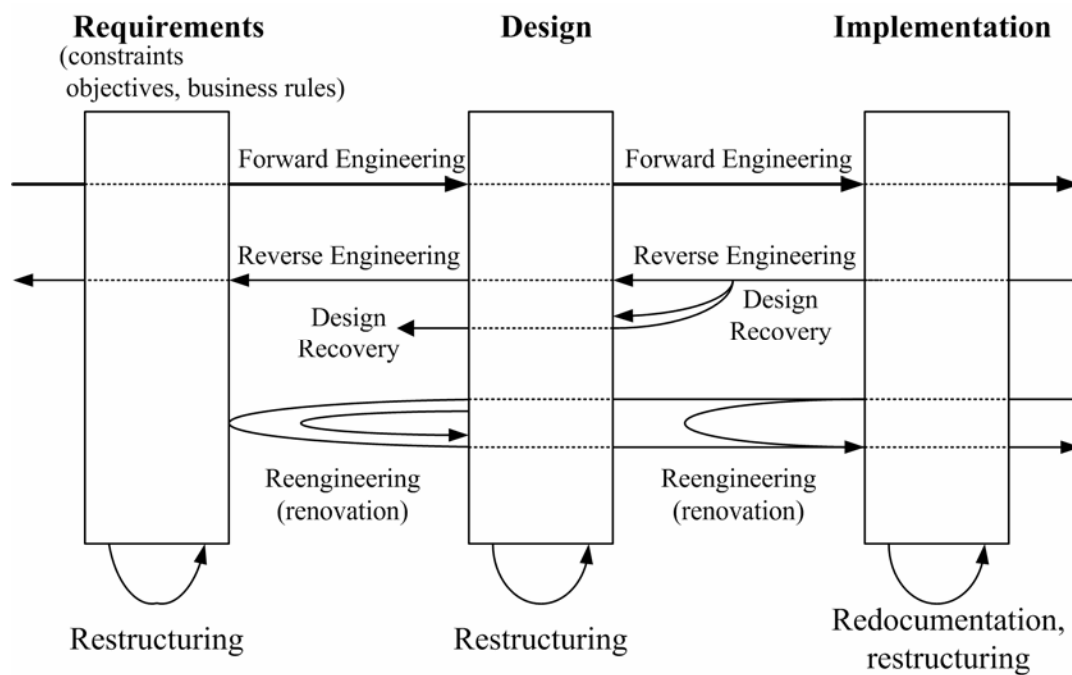 Requirements
(constraints
objectives, business rules)
Design
Implementation
Forward Engineering
Forward Engineering
Reverse Engineering
Reverse Engineering
Design
Recovery
Design
Recovery
Reengineering
(renovation)
Reengineering
(renovation)
Restructuring
Restructuring
Redocumentation,
restructuring